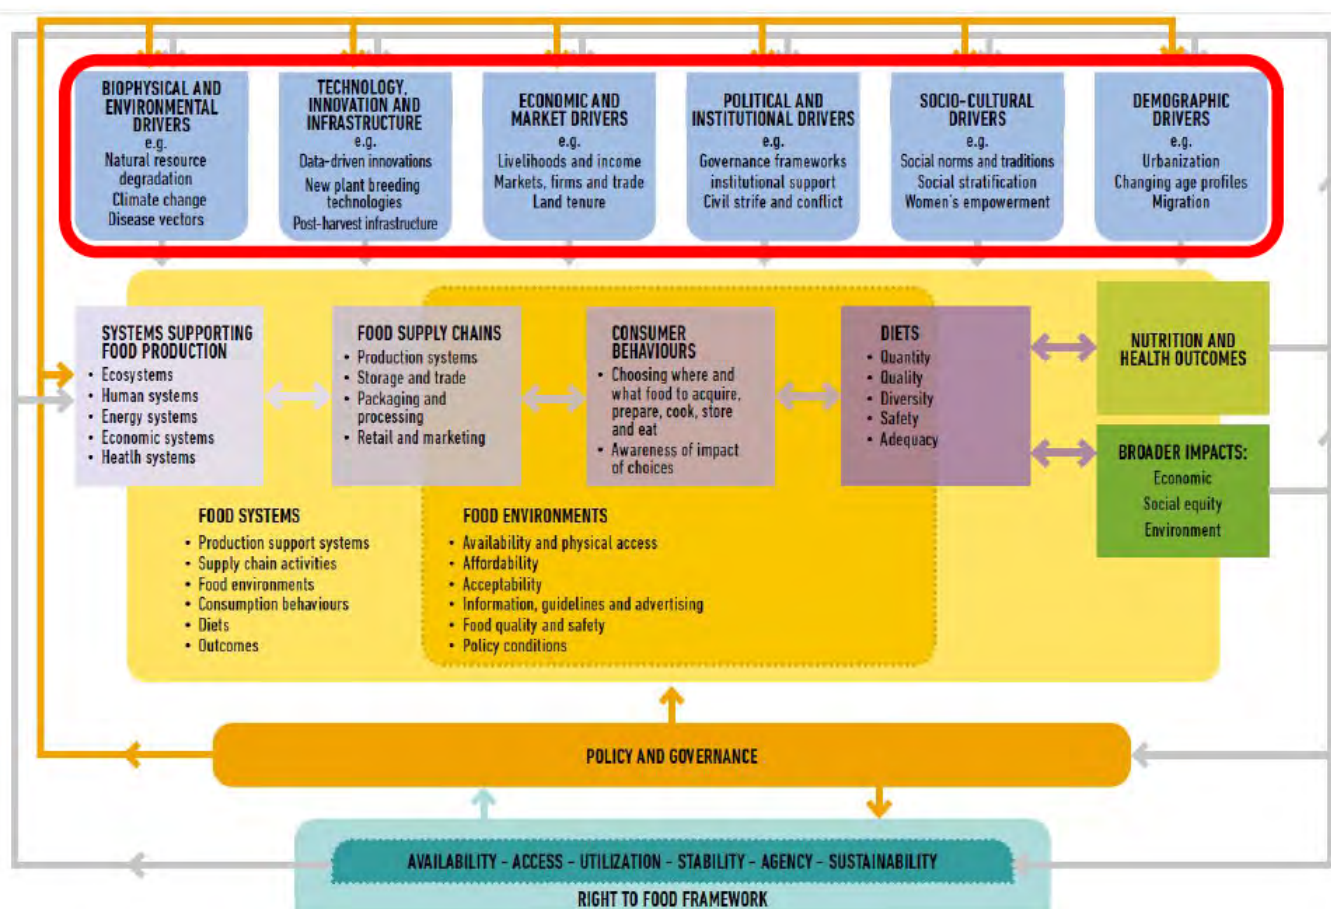 BIOPHYSICAL AND
ENVIRONMENTAL
DRIVERS
e.g.
Natural resource
degradation
Climate change
Disease vectors
TECHNOLOGY,
INNOVATION AND
INFRASTRUCTURE
e.g.
Data-driven innovations
New plant breeding
technologies
Post-harvest infrastructure
ECONOMIC AND
MARKET DRIVERS
e.g.
Livelihoods and income
Markets, firms and trade
Land tenure
POLITICAL AND
INSTITUTIONAL DRIVERS
e.g.
Governance frameworks
institutional support
Civil strife and conflict
SOCIO-CULTURAL
DRIVERS
e.g.
Social norms and traditions
Social stratification
Women's empowerment
DEMOGRAPHIC
DRIVERS
e.g.
Urbanization
Changing age profiles
Migration
SYSTEMS SUPPORTING
FOOD PRODUCTION
• Ecosystems
• Human systems
• Energy systems
• Economic systems
• Heatlh systems
FOOD SUPPLY CHAINS
• Production systems
• Storage and trade
• Packaging and
processing
• Retail and marketing
CONSUMER
BEHAVIOURS
• Choosing where and
what food to acquire,
prepare, cook, store
and eat
• Awareness of impact
of choices
DIETS
• Quantity
• Quality
• Diversity
• Safety
• Adequacy
NUTRITION AND
HEALTH OUTCOMES
BROADER IMPACTS:
Economic
Social equity
Environment
FOOD SYSTEMS
• Production support systems
• Supply chain activities
• Food environments
• Consumption behaviours
• Diets
• Outcomes
FOOD ENVIRONMENTS
• Availability and physical access
• Affordability
• Acceptability
• Information, guidelines and advertising
• Food quality and safety
• Policy conditions
POLICY AND GOVERNANCE
AVAILABILITY – ACCESS – UTILIZATION – STABILITY – AGENCY – SUSTAINABILITY
RIGHT TO FOOD FRAMEWORK